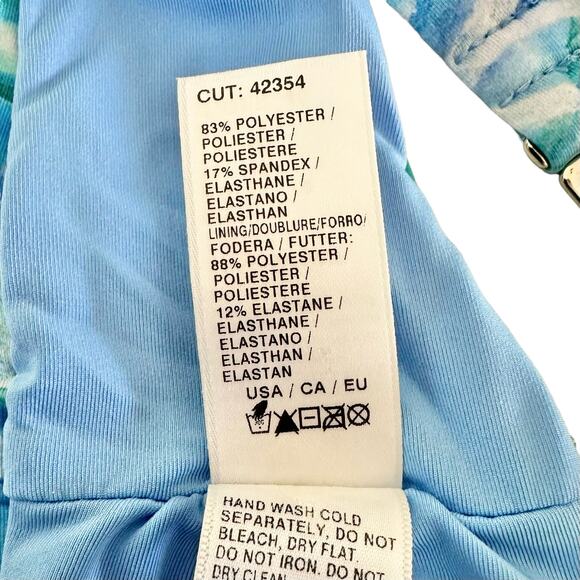 CUT: 42354
83% POLYESTER /
POLIESTER /
POLIESTERE
17% SPANDEX /
ELASTHANE /
ELASTANO /
ELASTHAN
LINING/DOUBLURE/FORRO/
FODERA / FUTTER:
88% POLYESTER /
POLIESTER /
POLIESTERE
12% ELASTANE /
ELASTHANE /
ELASTANO /
ELASTHAN /
ELASTAN
USA / CA / EU
HAND WASH COLD
SEPARATELY, DO NOT
BLEACH, DRY FLAT.
DO NOT IRON. DO NOT
DRY CLEAN.